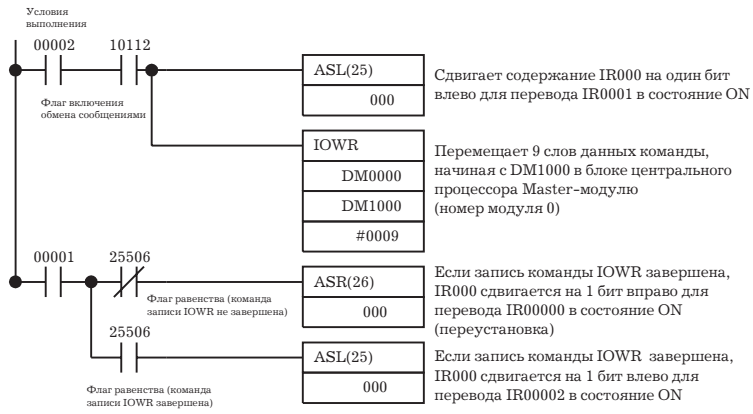 Условия
выполнения
00002
10112
ASL(25)
000
Сдвигает содержание IR000 на один бит
влево для перевода IR0001 в состояние ON
Флаг включения
обмена сообщениями
IOWR
DM0000
DM1000
#0009
Перемещает 9 слов данных команды,
начиная с DM1000 в блоке центрального
процессора Master-модулю
(номер модуля 0)
00001
25506
ASR(26)
000
Если запись команды IOWR завершена,
IR000 сдвигается на 1 бит вправо для
перевода IR00000 в состояние ON
(переустановка)
Флаг равенства (команда
записи IOWR не завершена)
25506
ASL(25)
000
Если запись команды IOWR завершена,
IR000 сдвигается на 1 бит влево для
перевода IR00002 в состояние ON
Флаг равенства (команда
записи IOWR завершена)